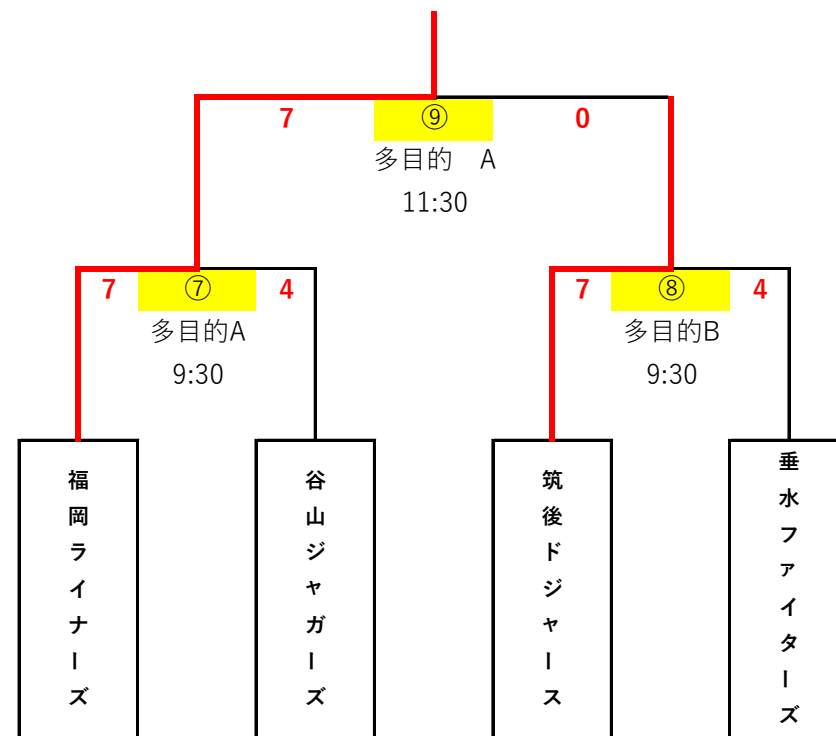 7 ⑨ 0
多目的　A
11:30
7 ⑦ 4
7 ⑧ 4
多目的A
多目的B
9:30
9:30
福岡ライナーズ
谷山ジャガーズ
筑後ドジャース
垂水ファイターズ